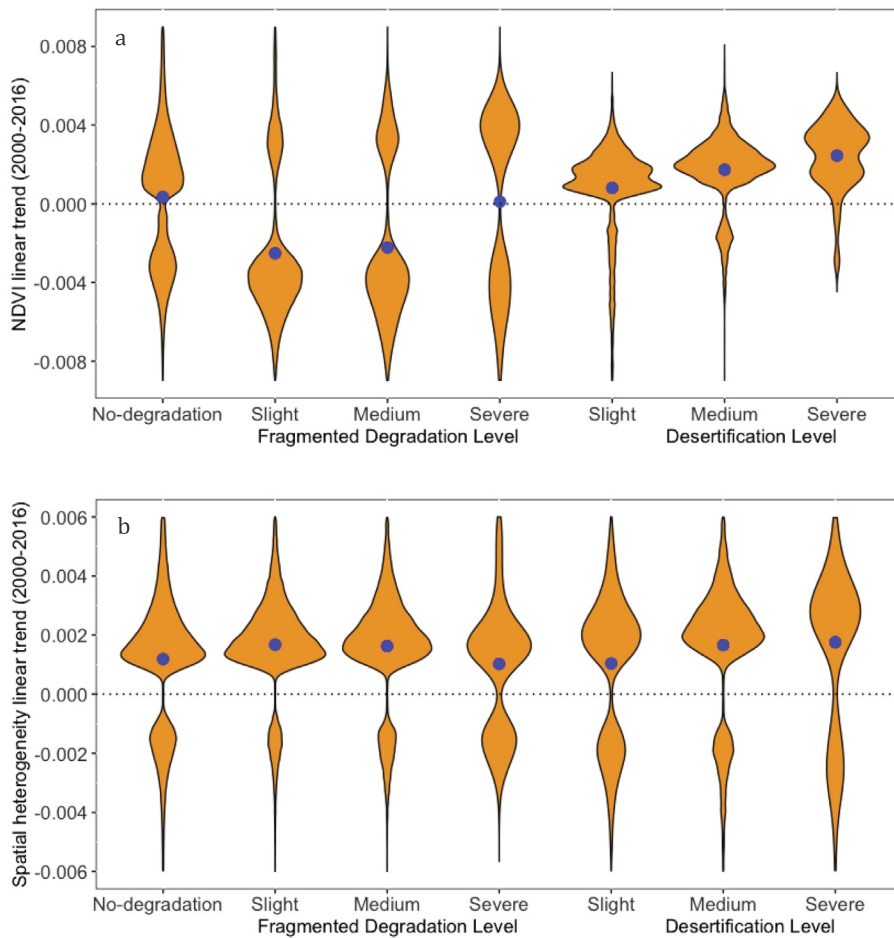 a
NDVI linear trend (2000-2016)
0.008
0.004
0.000
-0.004
-0.008
No-degradation Slight Medium Severe Slight Medium Severe
Fragmented Degradation Level Desertification Level
b
Spatial heterogeneity linear trend (2000-2016)
0.006
0.004
0.002
0.000
-0.002
-0.004
-0.006
No-degradation Slight Medium Severe Slight Medium Severe
Fragmented Degradation Level Desertification Level